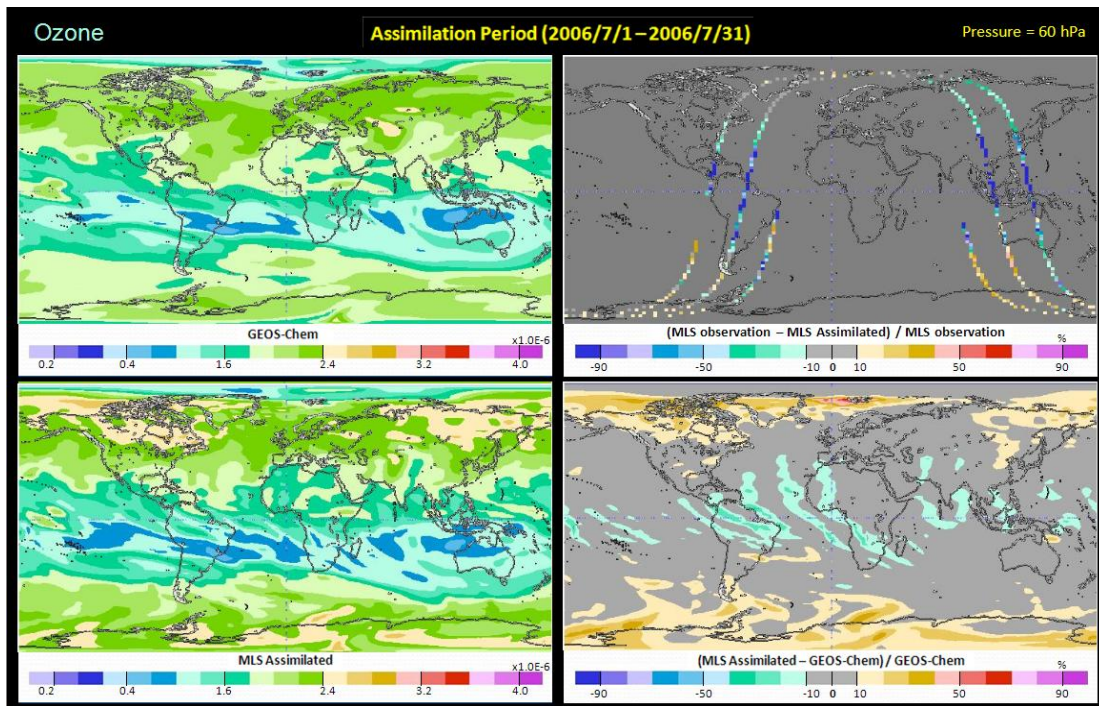 Ozone
Assimilation Period (2006/7/1 – 2006/7/31)
Pressure = 60 hPa
GEOS-Chem
x1.0E-6
0.2 0.4 1.6 2.4 3.2 4.0
(MLS observation – MLS Assimilated) / MLS observation
%
-90 -50 -10 0 10 50 90
MLS Assimilated
x1.0E-6
0.2 0.4 1.6 2.4 3.2 4.0
(MLS Assimilated – GEOS-Chem) / GEOS-Chem
%
-90 -50 -10 0 10 50 90